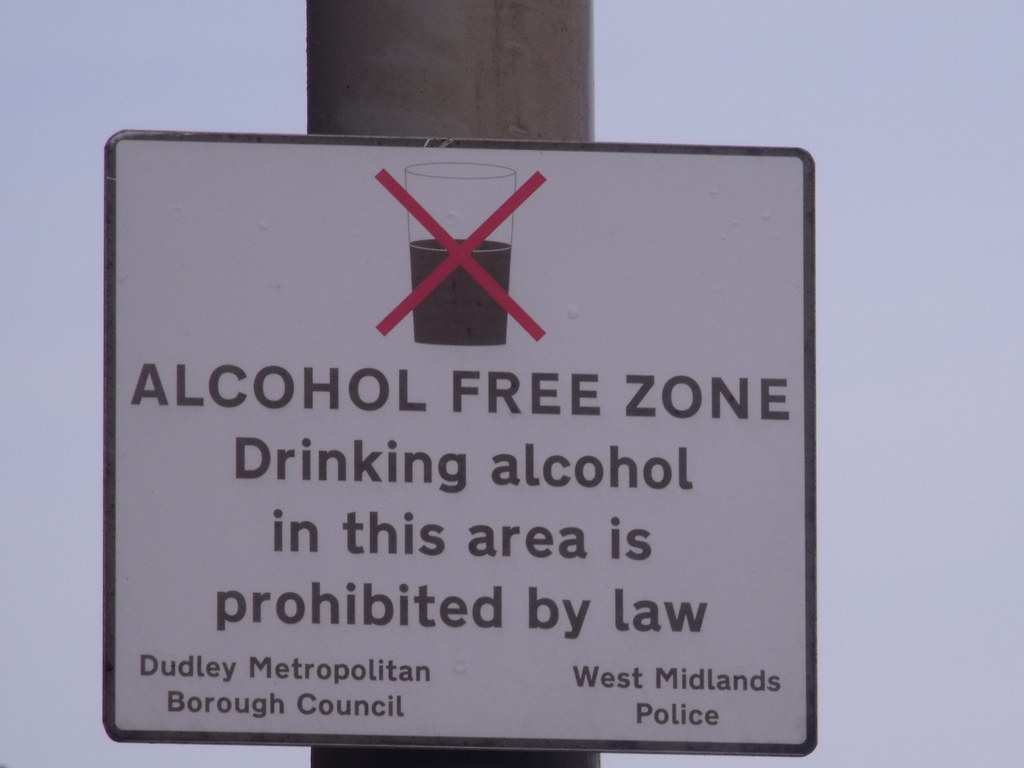 ALCOHOL FREE ZONE
Drinking alcohol
in this area is
prohibited by law
Dudley Metropolitan
Borough Council
West Midlands
Police